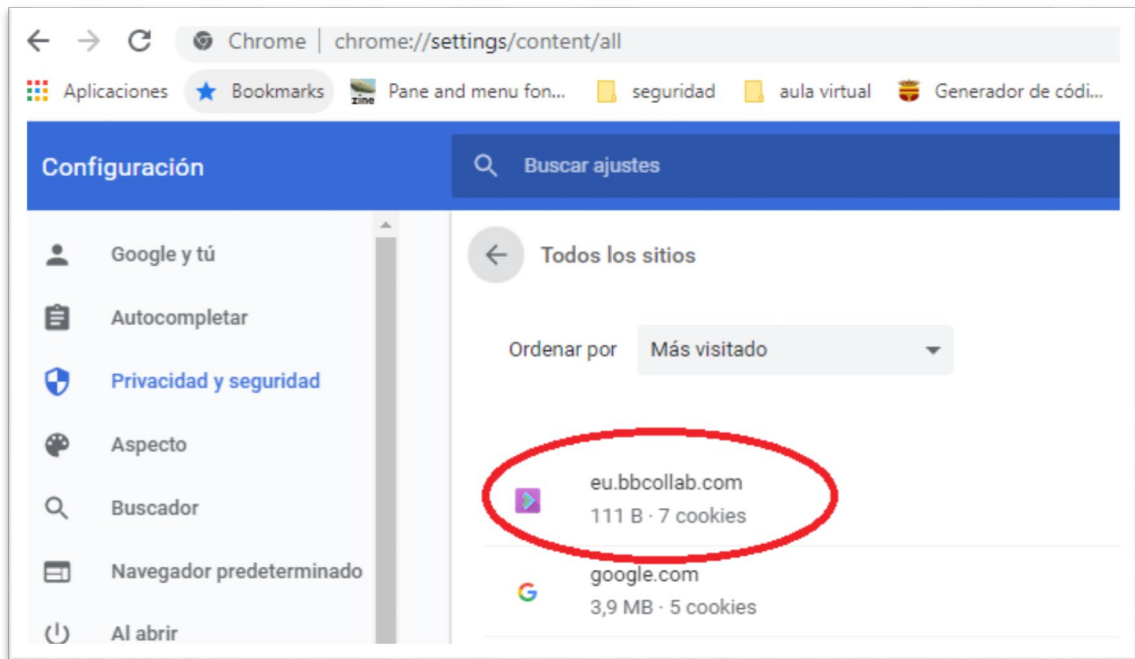 Chrome | chrome://settings/content/all
Aplicaciones Bookmarks zine Pane and menu fon... seguridad aula virtual Generador de códi...
Configuración
Buscar ajustes
Google y tú
Autocompletar
Privacidad y seguridad
Aspecto
Buscador
Navegador predeterminado
Al abrir
Todos los sitios
Ordenar por Más visitado
eu.bbcollab.com
111 B · 7 cookies
google.com
3,9 MB · 5 cookies